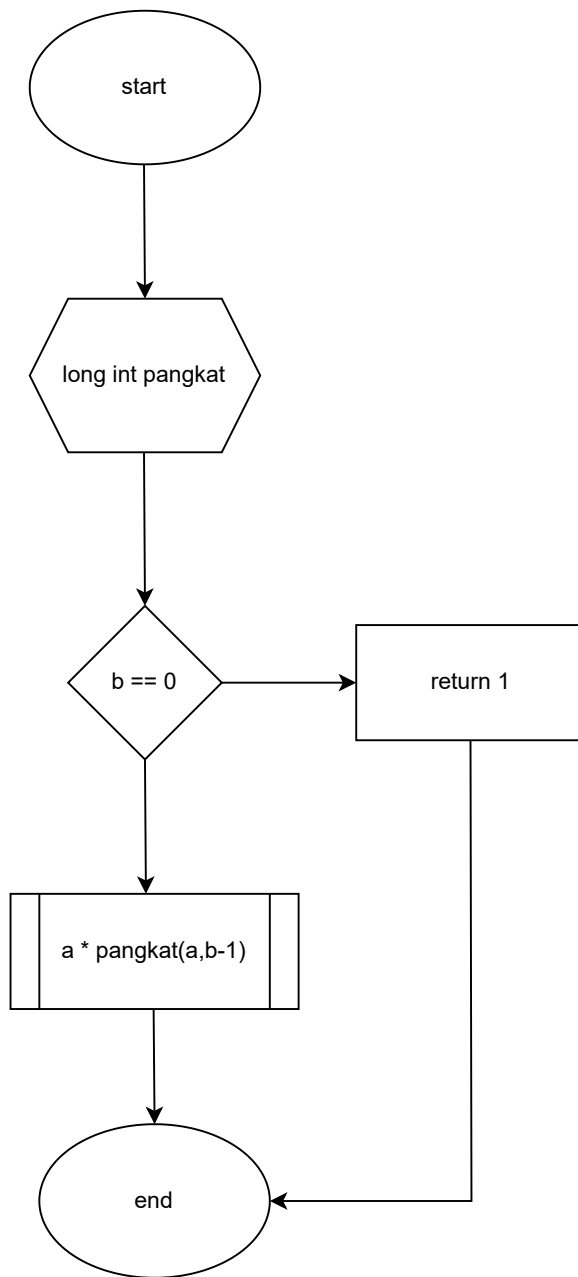 start
long int pangkat
b == 0
return 1
a * pangkat(a,b-1)
end